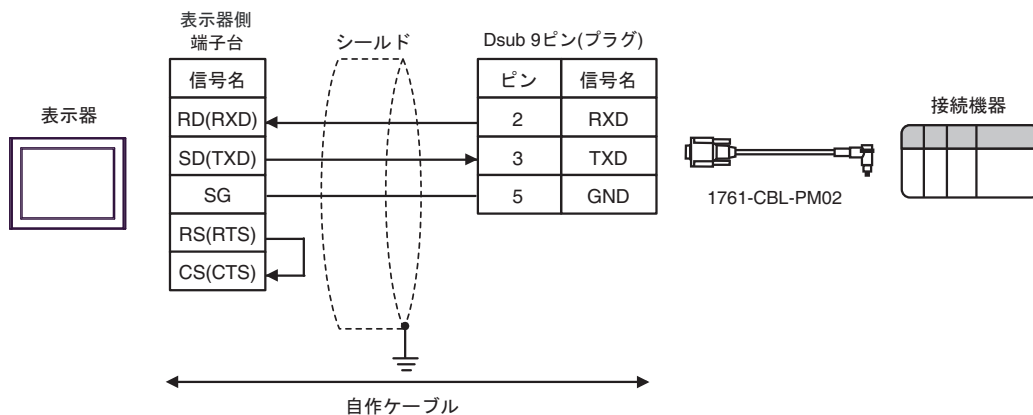 表示器
表示器側
端子台
信号名
RD(RXD)
SD(TXD)
SG
RS(RTS)
CS(CTS)
シールド
Dsub 9ピン(プラグ)
ピン 信号名
2 RXD
3 TXD
5 GND
1761-CBL-PM02
接続機器
自作ケーブル